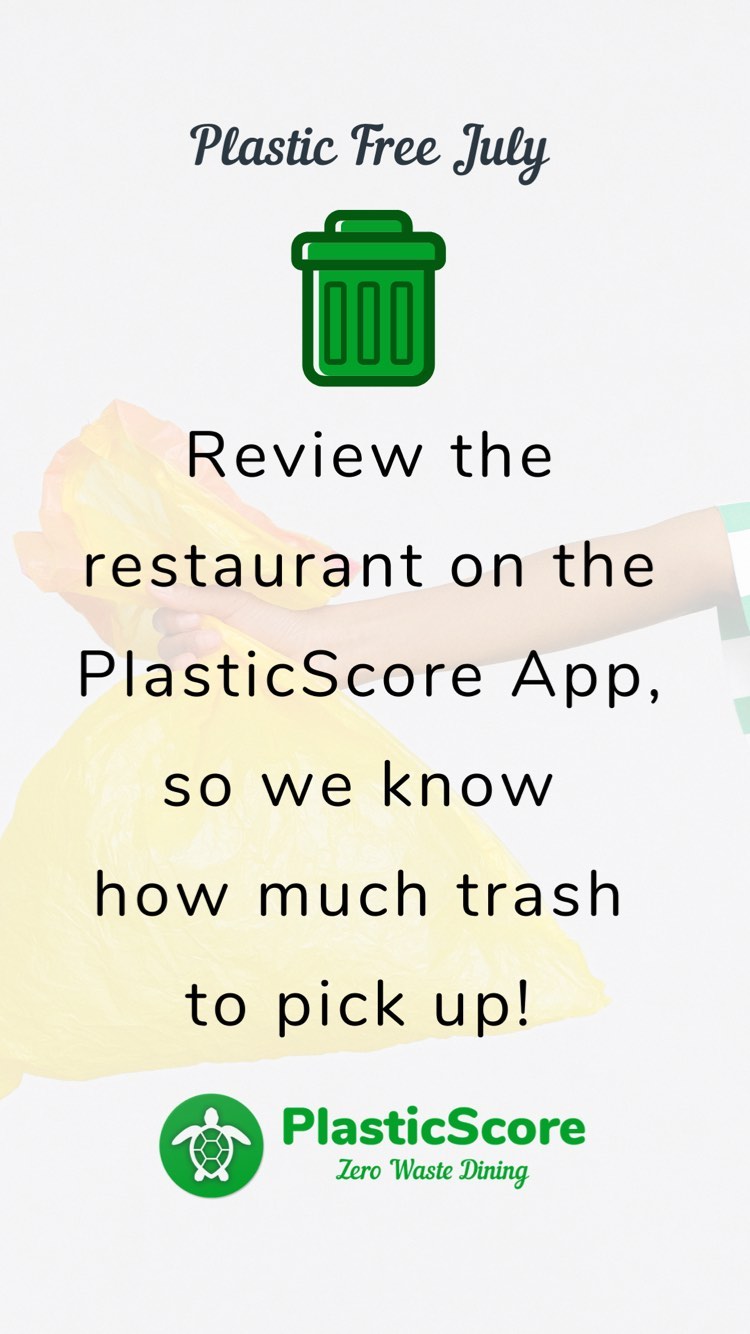 Plastic Free July
Review the
restaurant on the
PlasticScore App,
so we know
how much trash
to pick up!
PlasticScore
Zero Waste Dining